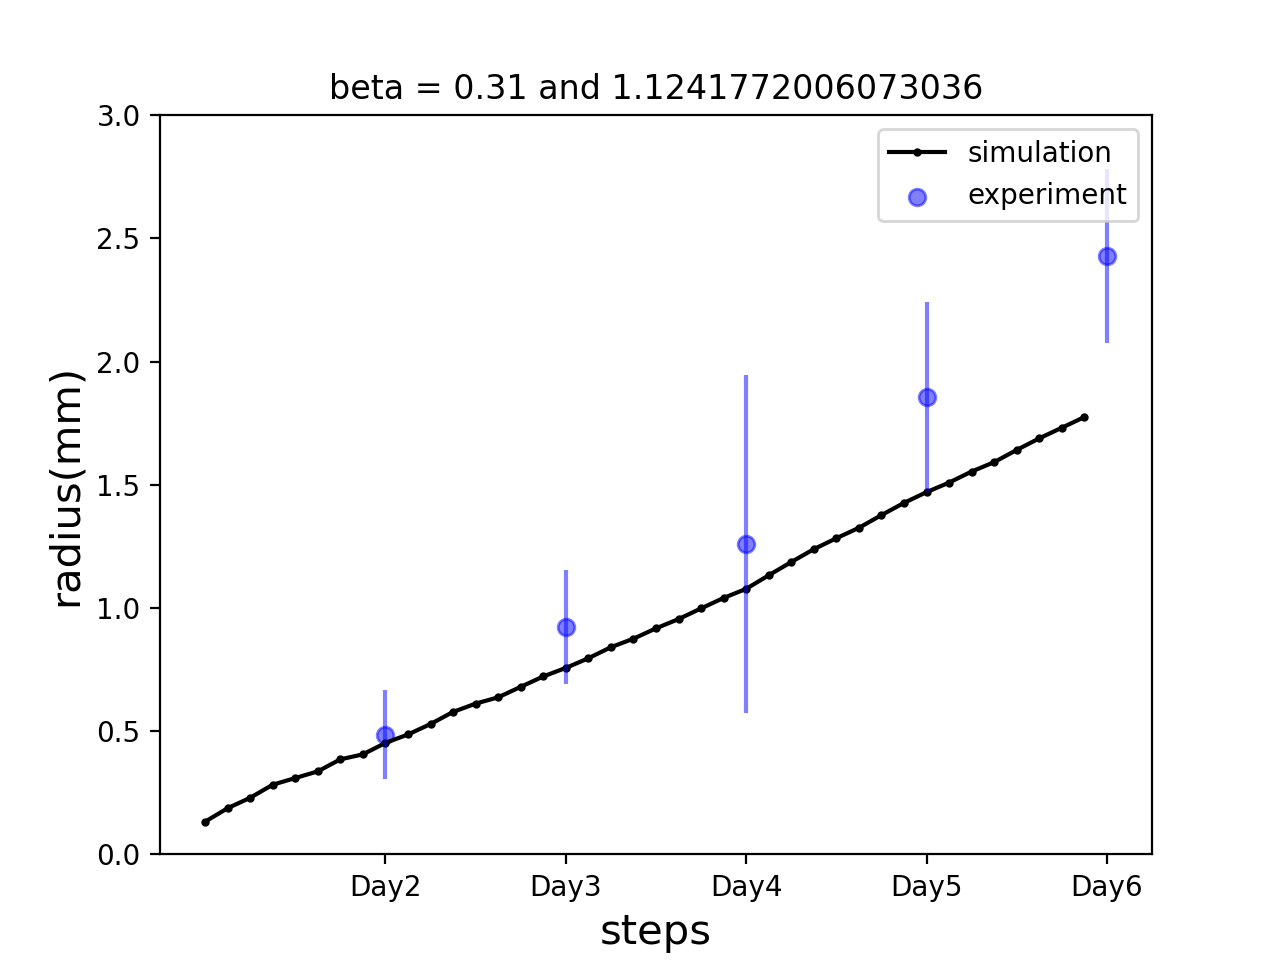 beta = 0.31 and 1.1241772006073036
3.0
2.5
2.0
1.5
1.0
0.5
0.0
radius(mm)
simulation
experiment
Day2 Day3 Day4 Day5 Day6
steps